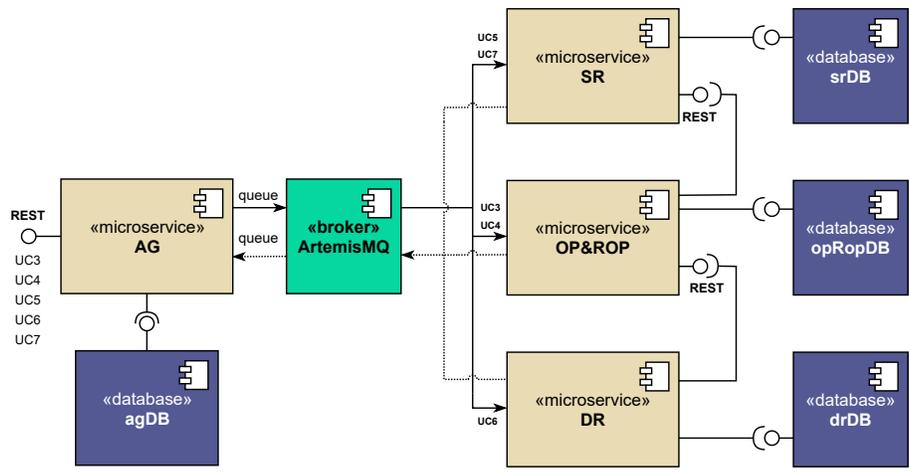 UC5
UC7
«microservice»
SR
REST
«database»
srDB
REST
UC3
UC4
UC5
UC6
UC7
«microservice»
AG
queue
queue
«broker»
ArtemisMQ
UC3
UC4
«microservice»
OP&ROP
REST
«database»
opRopDB
«database»
agDB
UC6
«microservice»
DR
«database»
drDB